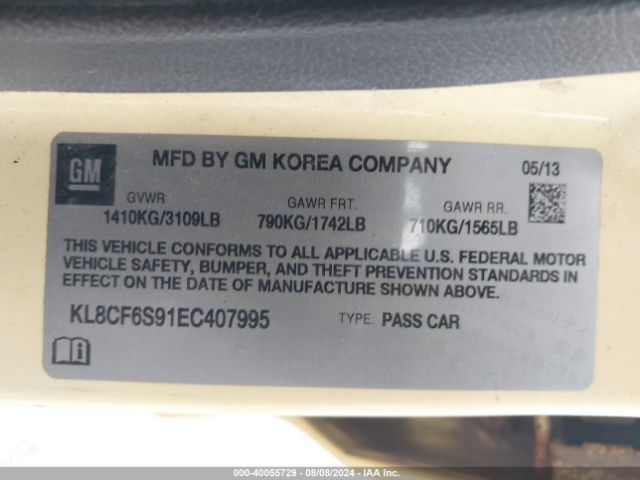 GM
MFD BY GM KOREA COMPANY 05/13
GVWR GAWR FRT. GAWR RR.
1410KG/3109LB 790KG/1742LB 710KG/1565LB
THIS VEHICLE CONFORMS TO ALL APPLICABLE U.S. FEDERAL MOTOR
VEHICLE SAFETY, BUMPER, AND THEFT PREVENTION STANDARDS IN
EFFECT ON THE DATE OF MANUFACTURE SHOWN ABOVE.
KL8CF6S91EC407995 TYPE: PASS CAR
000-40055729 - 08/08/2024 - IAA Inc.